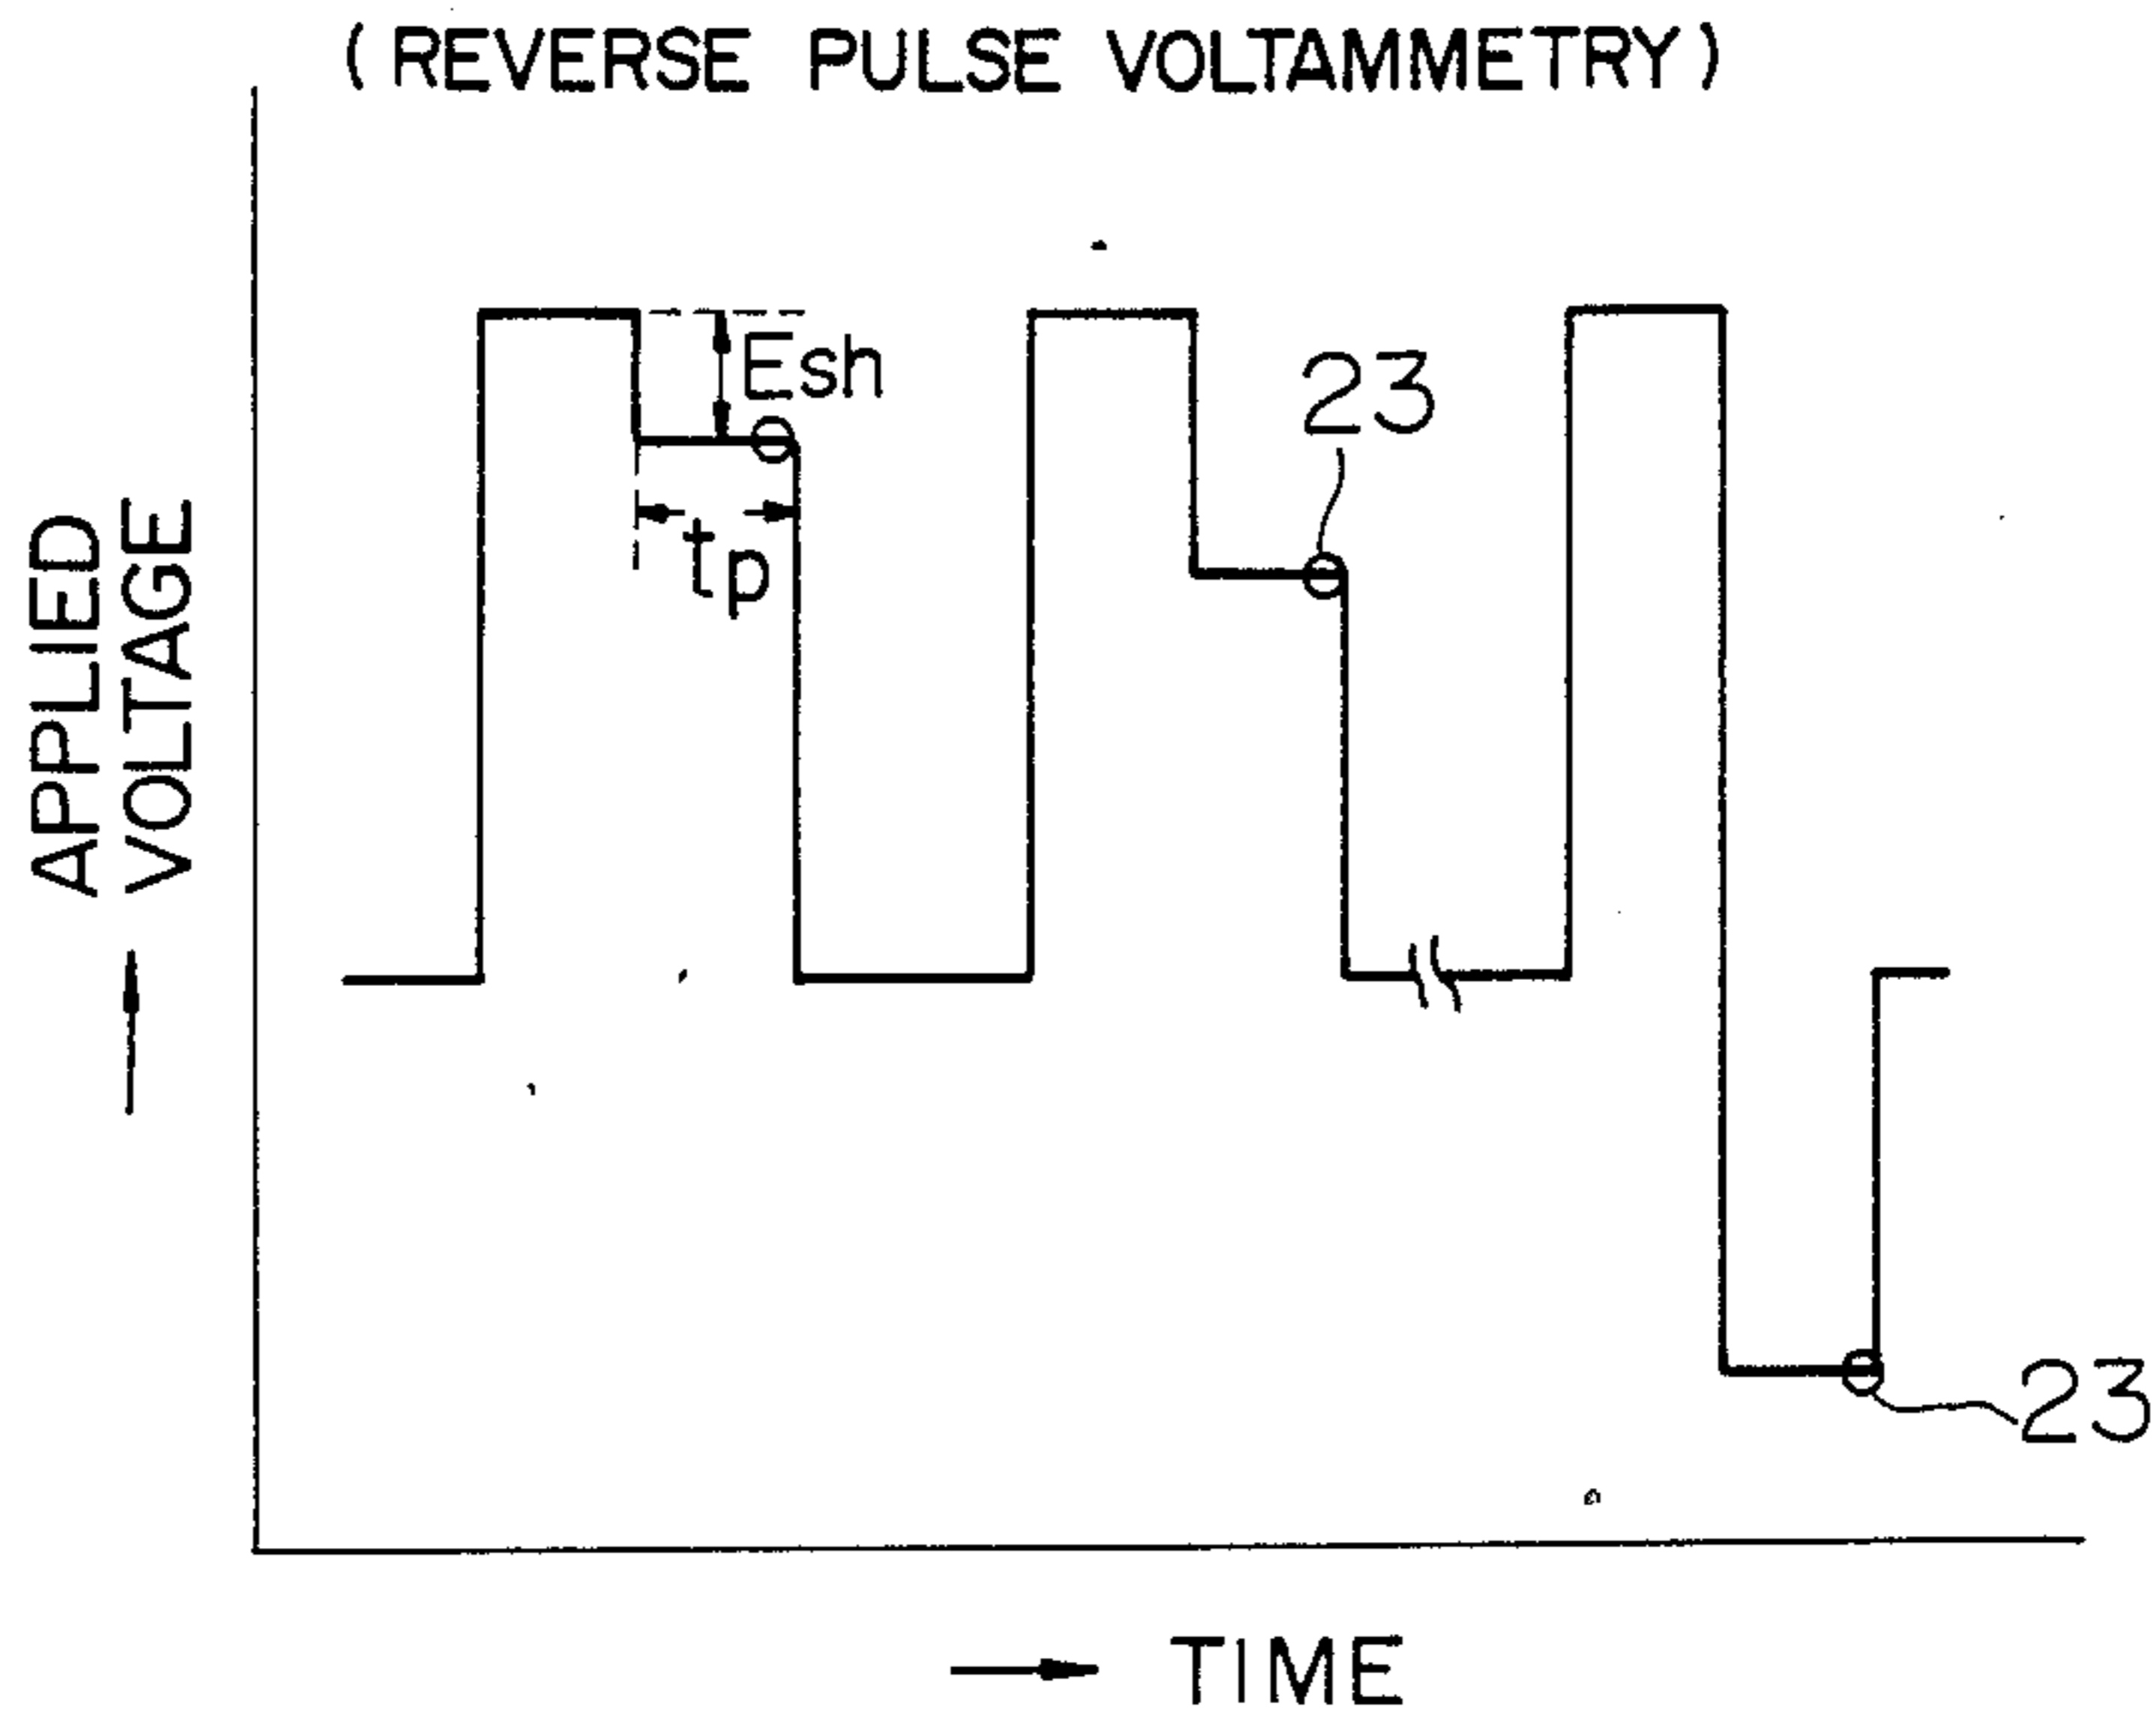 (REVERSE PULSE VOLTAMMETRY)
Esh
23
tp
APPLIED
VOLTAGE
23
TIME